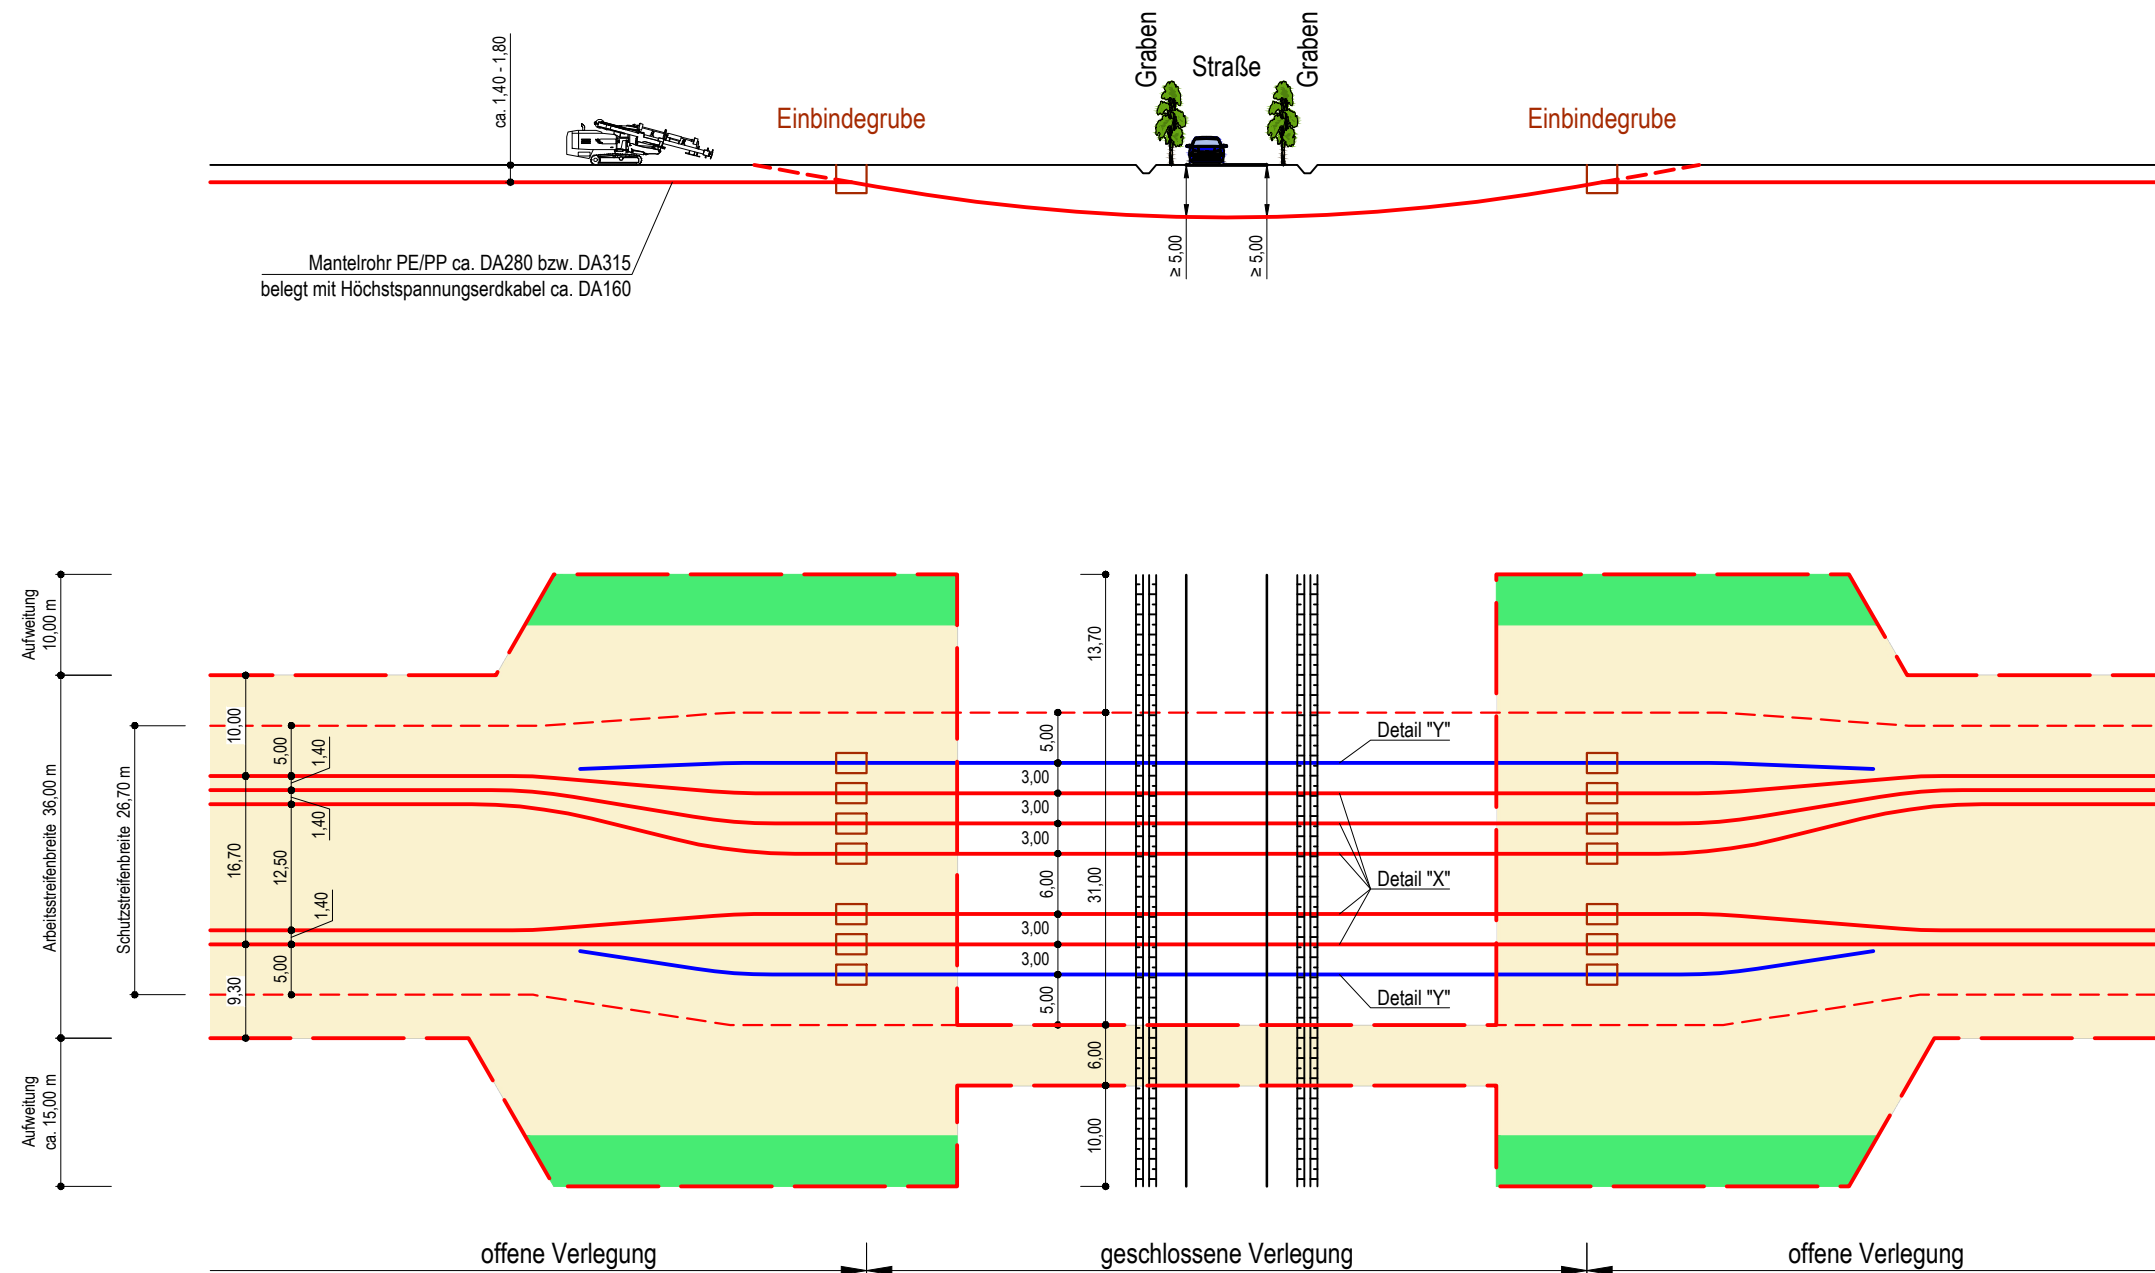 Graben
Straße
Graben
ca. 1,40 - 1,80
Einbindegrube
Einbindegrube
≥ 5,00
≥ 5,00
Mantelrohr PE/PP ca. DA280 bzw. DA315
belegt mit Höchstspannungserdkabel ca. DA160
Aufweitung
10,00 m
Arbeitsstreifenbreite 36,00 m
Aufweitung
ca. 15,00 m
Schutzstreifenbreite 26,70 m
10,00
16,70
9,30
5,00
1,40
1,40
12,50
1,40
5,00
5,00
3,00
3,00
3,00
6,00
3,00
3,00
5,00
13,70
31,00
6,00
10,00
Detail "Y"
Detail "X"
Detail "Y"
offene Verlegung
geschlossene Verlegung
offene Verlegung